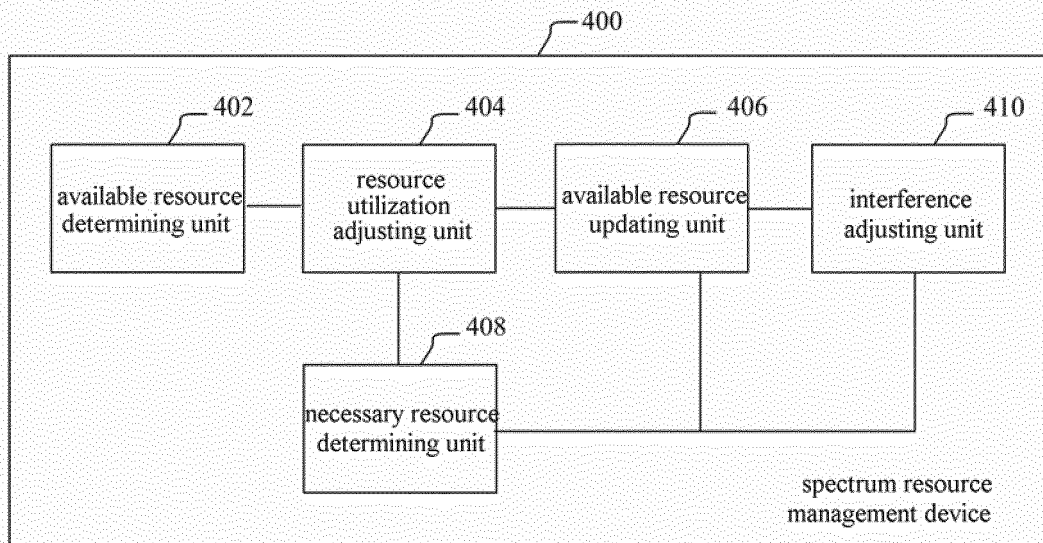 400
402
404
406
410
available resource
determining unit
resource
utilization
adjusting unit
available resource
updating unit
interference
adjusting unit
408
necessary resource
determining unit
spectrum resource
management device